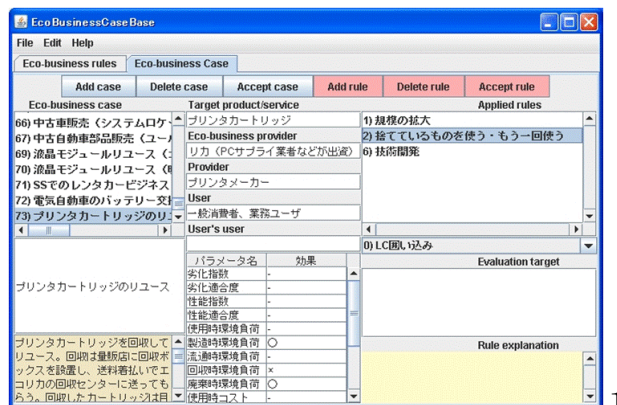 EcoBusinessCaseBase
File Edit Help
Eco-business rules Eco-business Case
Add case Delete case Accept case Add rule Delete rule Accept rule
Eco-business case
66) 中古車販売（システムロケ
67) 中古自動車部品販売（ユー
69) 液晶モジュールリユース（
70) 液晶モジュールリユース（
71) SSでのレンタカービジネス
72) 電気自動車のバッテリー交
73) プリンタカートリッジのリ
プリンタカートリッジのリユース
プリンタカートリッジを回収して
リユース。回収は量販店に回収ボ
ックスを設置し、送料着払いでエ
コリカの回収センターに送っても
らう。回収したカートリッジは目
Target product/service
プリンタカートリッジ
Eco-business provider
リカ（PCサプライ業者などが出資）
Provider
プリンタメーカー
User
一般消費者、業務ユーザ
User's user
パラメータ名 効果
劣化指数 -
劣化適合度 -
性能指数 -
性能適合度 -
使用時環境負荷 -
製造時環境負荷 ○
流通時環境負荷 -
回収時環境負荷 ×
廃棄時環境負荷 ○
使用時コスト -
Applied rules
1) 規模の拡大
2) 捨てているものを使う・もう一回使う
6) 技術開発
0) LC囲い込み
Evaluation target
Rule explanation